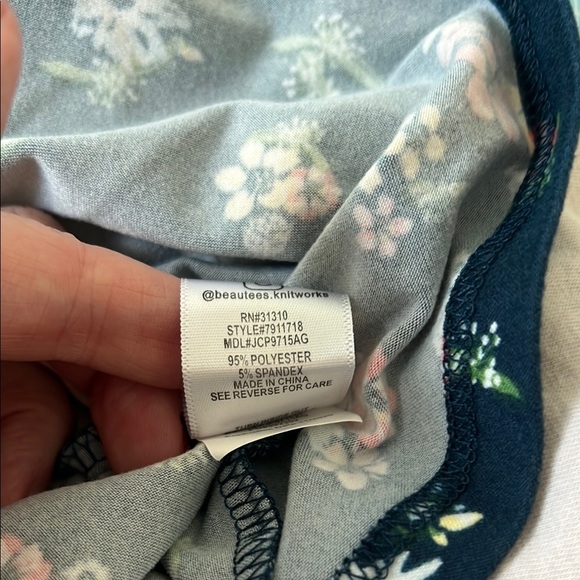 @beautees.knitworks
RN#31310
STYLE#7911718
MDL#JCP9715AG
95% POLYESTER
5% SPANDEX
MADE IN CHINA
SEE REVERSE FOR CARE